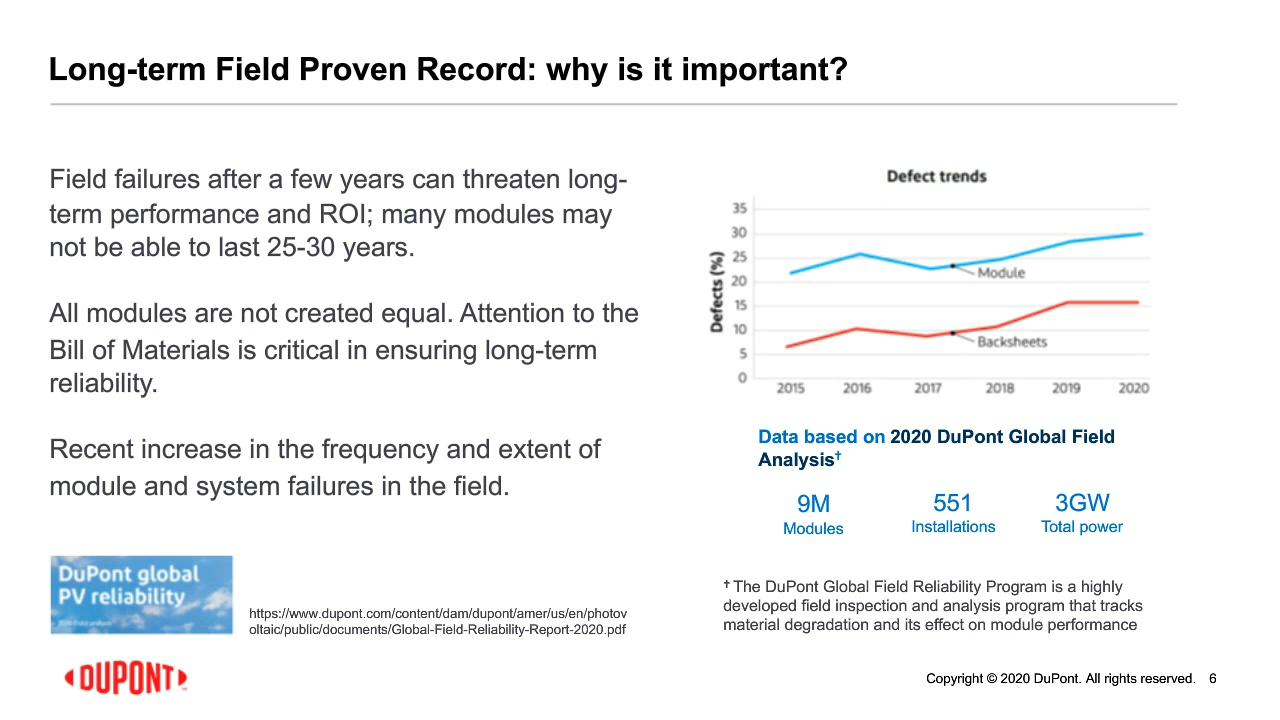 Long-term Field Proven Record: why is it important?
Field failures after a few years can threaten long-
term performance and ROI; many modules may
not be able to last 25-30 years.
All modules are not created equal. Attention to the
Bill of Materials is critical in ensuring long-term
reliability.
Recent increase in the frequency and extent of
module and system failures in the field.
DuPont global
PV reliability
https://www.dupont.com/content/dam/dupont/amer/us/en/photov
oltaic/public/documents/Global-Field-Reliability-Report-2020.pdf
DUPONT
Defect trends
Defects (%)
35
30
25
20
15
10
5
0
Module
Backsheets
2015 2016 2017 2018 2019 2020
Data based on 2020 DuPont Global Field
Analysis†
9M 551 3GW
Modules Installations Total power
† The DuPont Global Field Reliability Program is a highly
developed field inspection and analysis program that tracks
material degradation and its effect on module performance
Copyright © 2020 DuPont. All rights reserved. 6